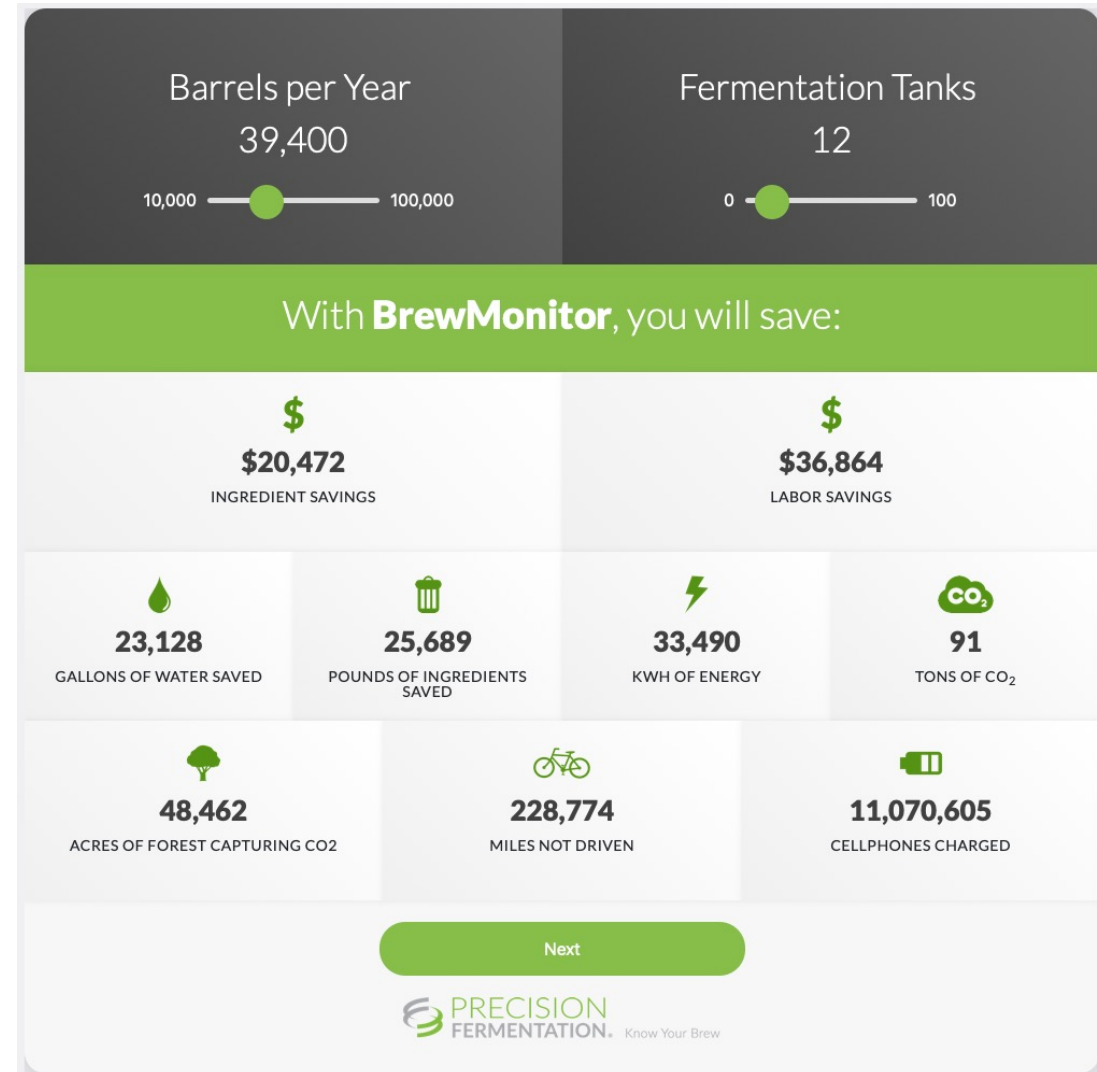 Barrels per Year
39,400
10,000
100,000
Fermentation Tanks
12
0
100
With BrewMonitor, you will save:
$
$20,472
INGREDIENT SAVINGS
$
$36,864
LABOR SAVINGS
23,128
GALLONS OF WATER SAVED
25,689
POUNDS OF INGREDIENTS
SAVED
33,490
KWH OF ENERGY
CO₂
91
TONS OF CO₂
48,462
ACRES OF FOREST CAPTURING CO2
228,774
MILES NOT DRIVEN
11,070,605
CELLPHONES CHARGED
Next
PRECISION
FERMENTATION® Know Your Brew